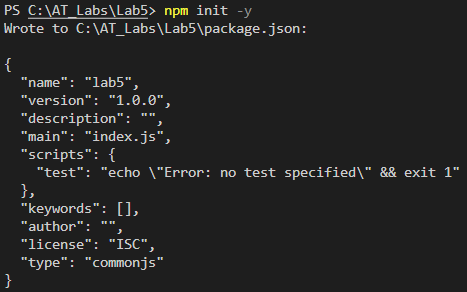 PS C:\AT_Labs\Lab5> npm init -y
Wrote to C:\AT_Labs\Lab5\package.json:

{
  "name": "lab5",
  "version": "1.0.0",
  "description": "",
  "main": "index.js",
  "scripts": {
    "test": "echo \"Error: no test specified\" && exit 1"
  },
  "keywords": [],
  "author": "",
  "license": "ISC",
  "type": "commonjs"
}